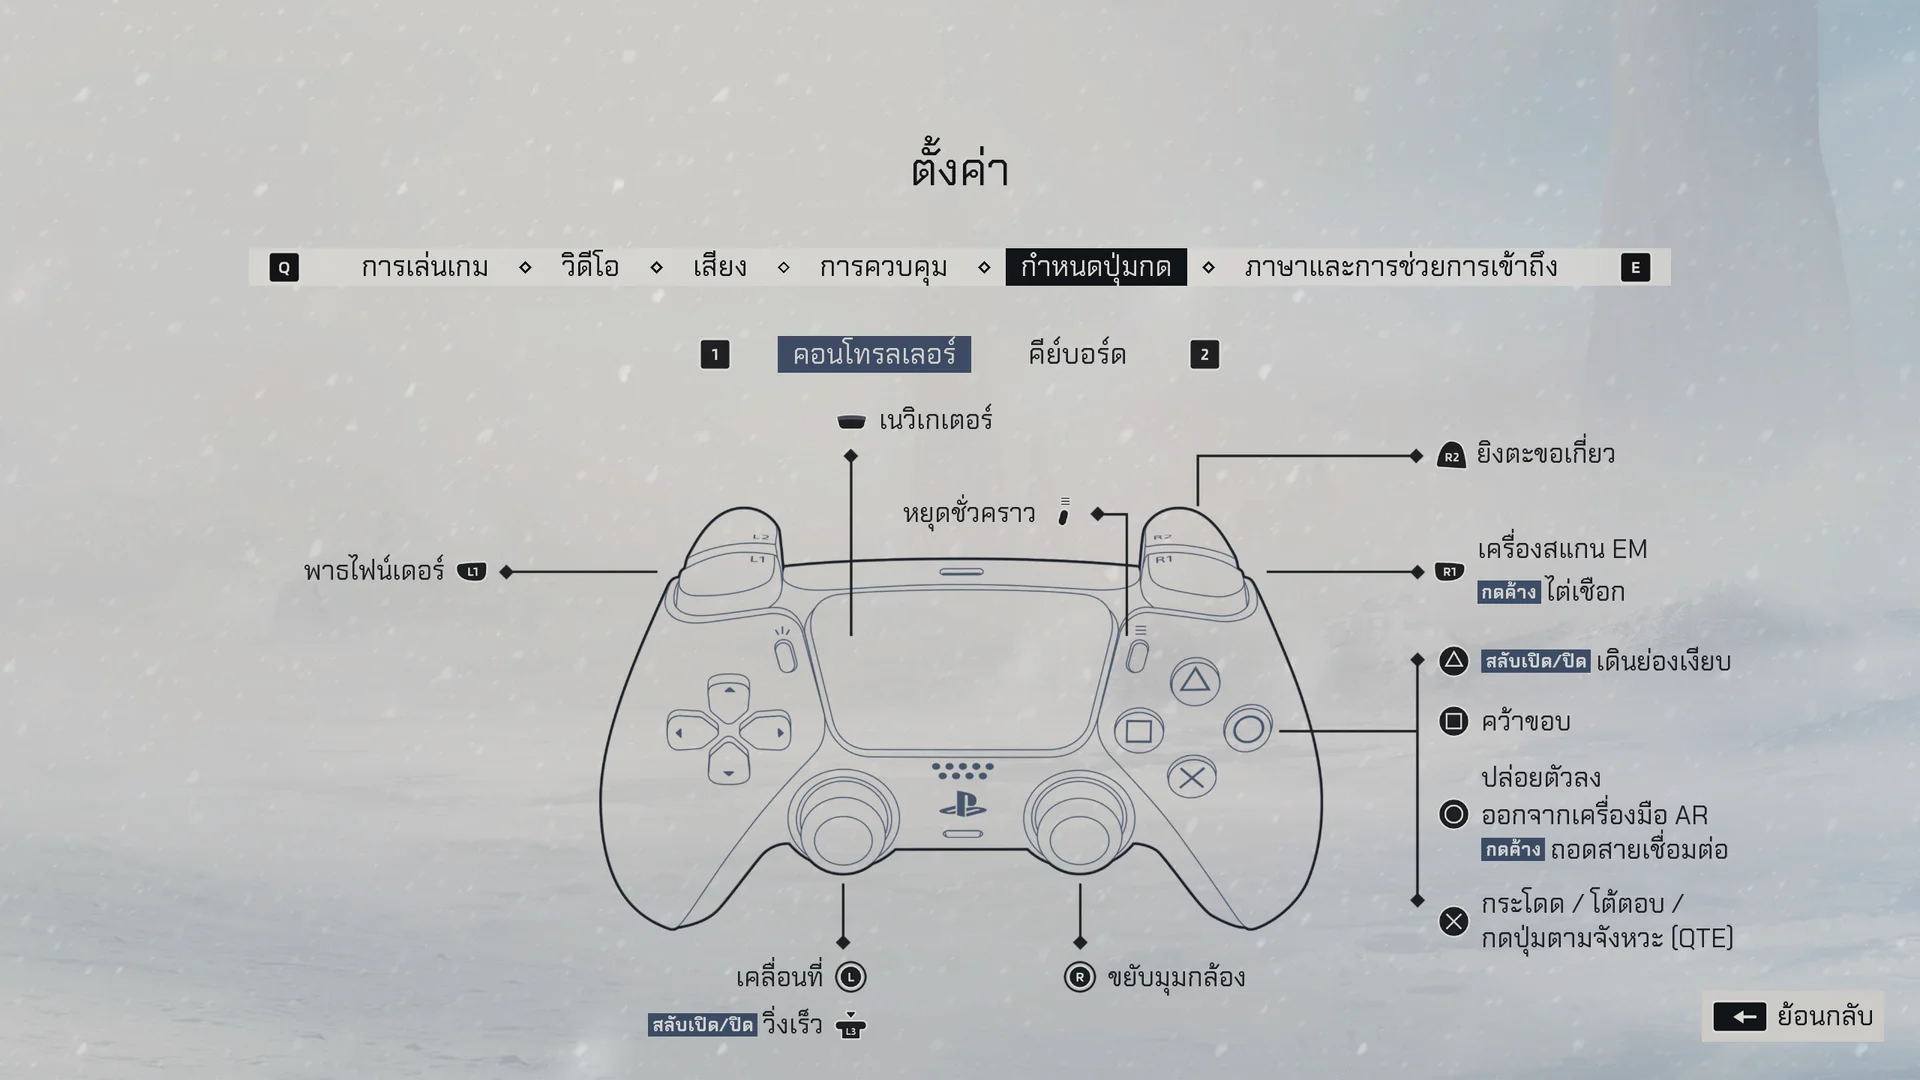 ตั้งค่า
Q การเล่นเกม วิดีโอ เสียง การควบคุม กำหนดปุ่มกด ภาษาและการช่วยการเข้าถึง E
1 คอนโทรลเลอร์ คีย์บอร์ด 2
เนวิเกเตอร์
R2 ยิงตะขอเกี่ยว
หยุดชั่วคราว
L2
R2
L1
R1
พาธไฟน์เดอร์ L1
R1 เครื่องสแกน EM
กดค้าง ไต่เชือก
สลับเปิด/ปิด เดินย่องเงียบ
คว้าขอบ
ปล่อยตัวลง
ออกจากเครื่องมือ AR
กดค้าง ถอดสายเชื่อมต่อ
กระโดด / โต้ตอบ /
กดปุ่มตามจังหวะ (QTE)
เคลื่อนที่ L
R ขยับมุมกล้อง
สลับเปิด/ปิด วิ่งเร็ว L3
ย้อนกลับ